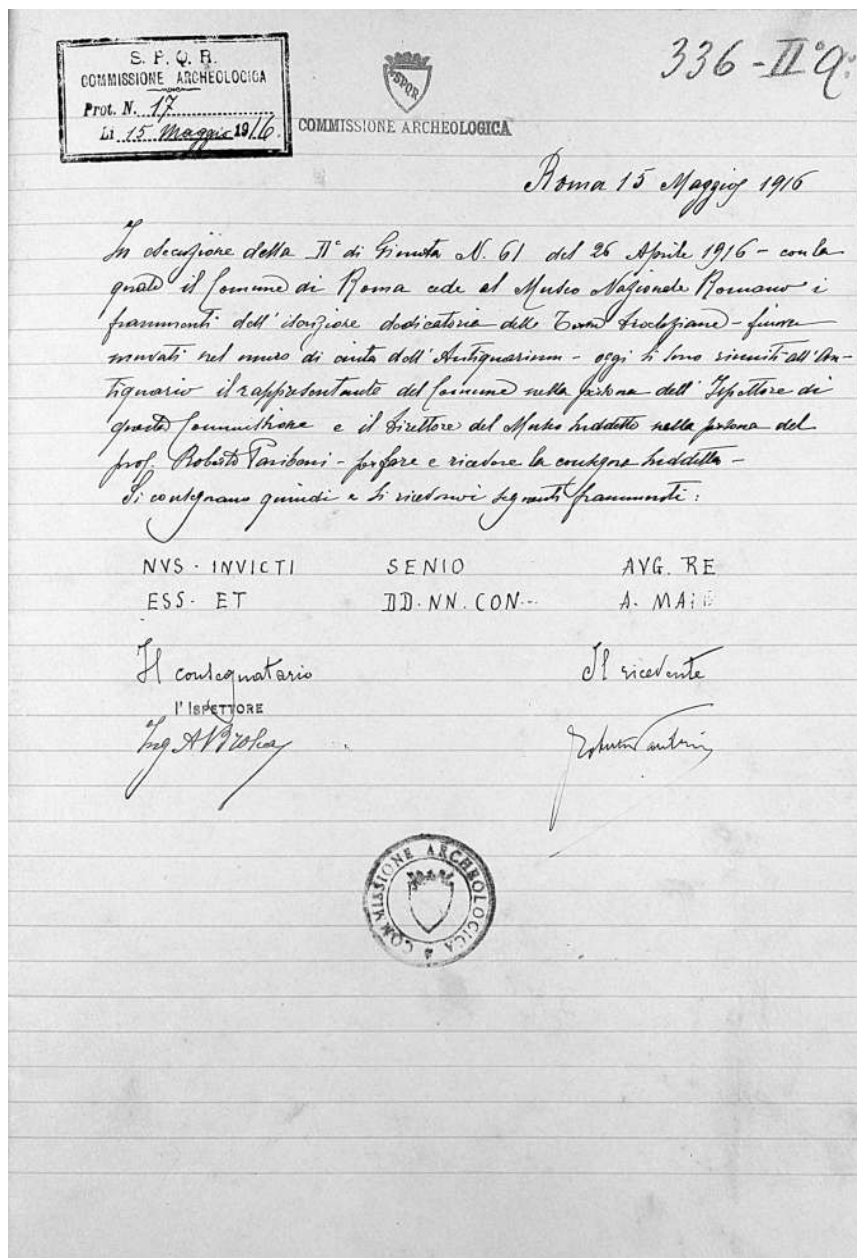 S. P. Q. R.
COMMISSIONE ARCHEOLOGICA
Prot. N. 17
Li 15 Maggio 1916.
SPQR
COMMISSIONE ARCHEOLOGICA
336-II°
Roma 15 Maggio 1916
In esecuzione della II° di Giunta N. 61 del 26 Aprile 1916 - con la
quale il Comune di Roma cede al Museo Nazionale Romano i
frammenti dell'iscrizione dedicatoria delle Terme Diocleziane - finora
murati nel muro di cinta dell'Antiquarium - oggi si sono riuniti all'An-
tiquario il rappresentante del Comune nella persona dell'Ispettore di
questa Commissione e il Direttore del Museo suddetto nella persona del
prof. Roberto Paribeni - per fare e ricevere la consegna suddetta -
Si consegnano quindi e si ricevono i seguenti frammenti:
NVS · INVICTI SENIO AVG. RE
ESS · ET DD. NN. CON-- A. MA
Il consegnatario Il ricevente
l'ISPETTORE
Ing A
COMMISSIONE ARCHEOLOGICA